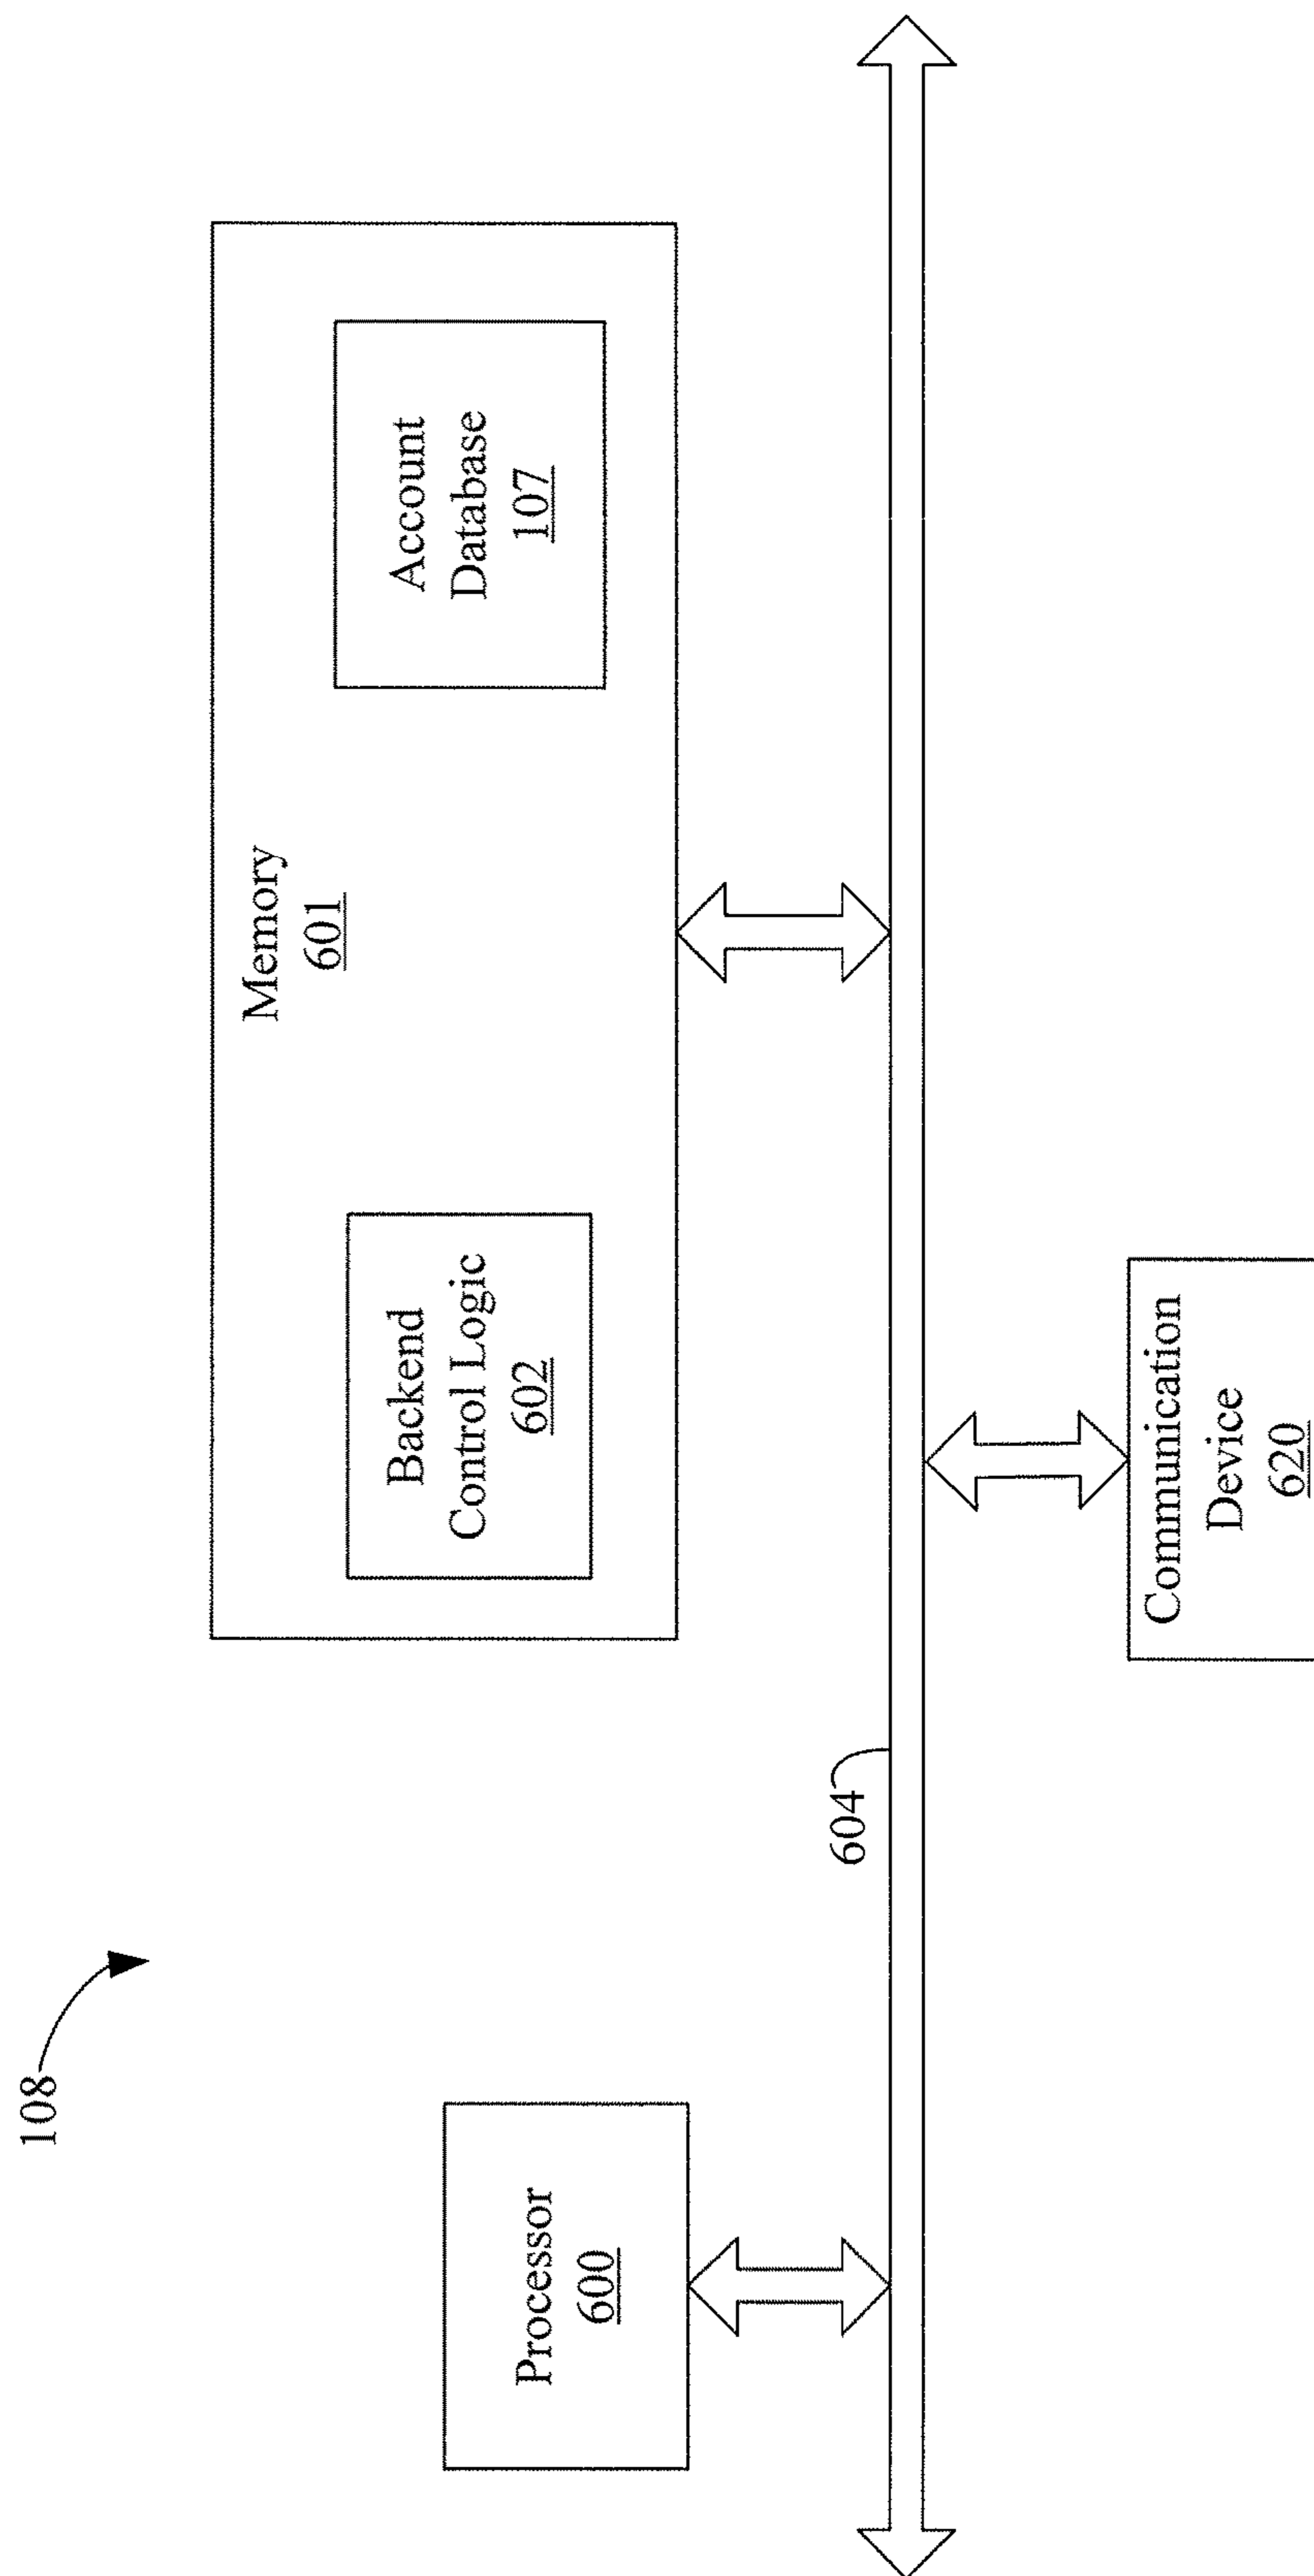 108
Memory
601
Backend
Control Logic
602
Account
Database
107
Processor
600
604
Communication
Device
620